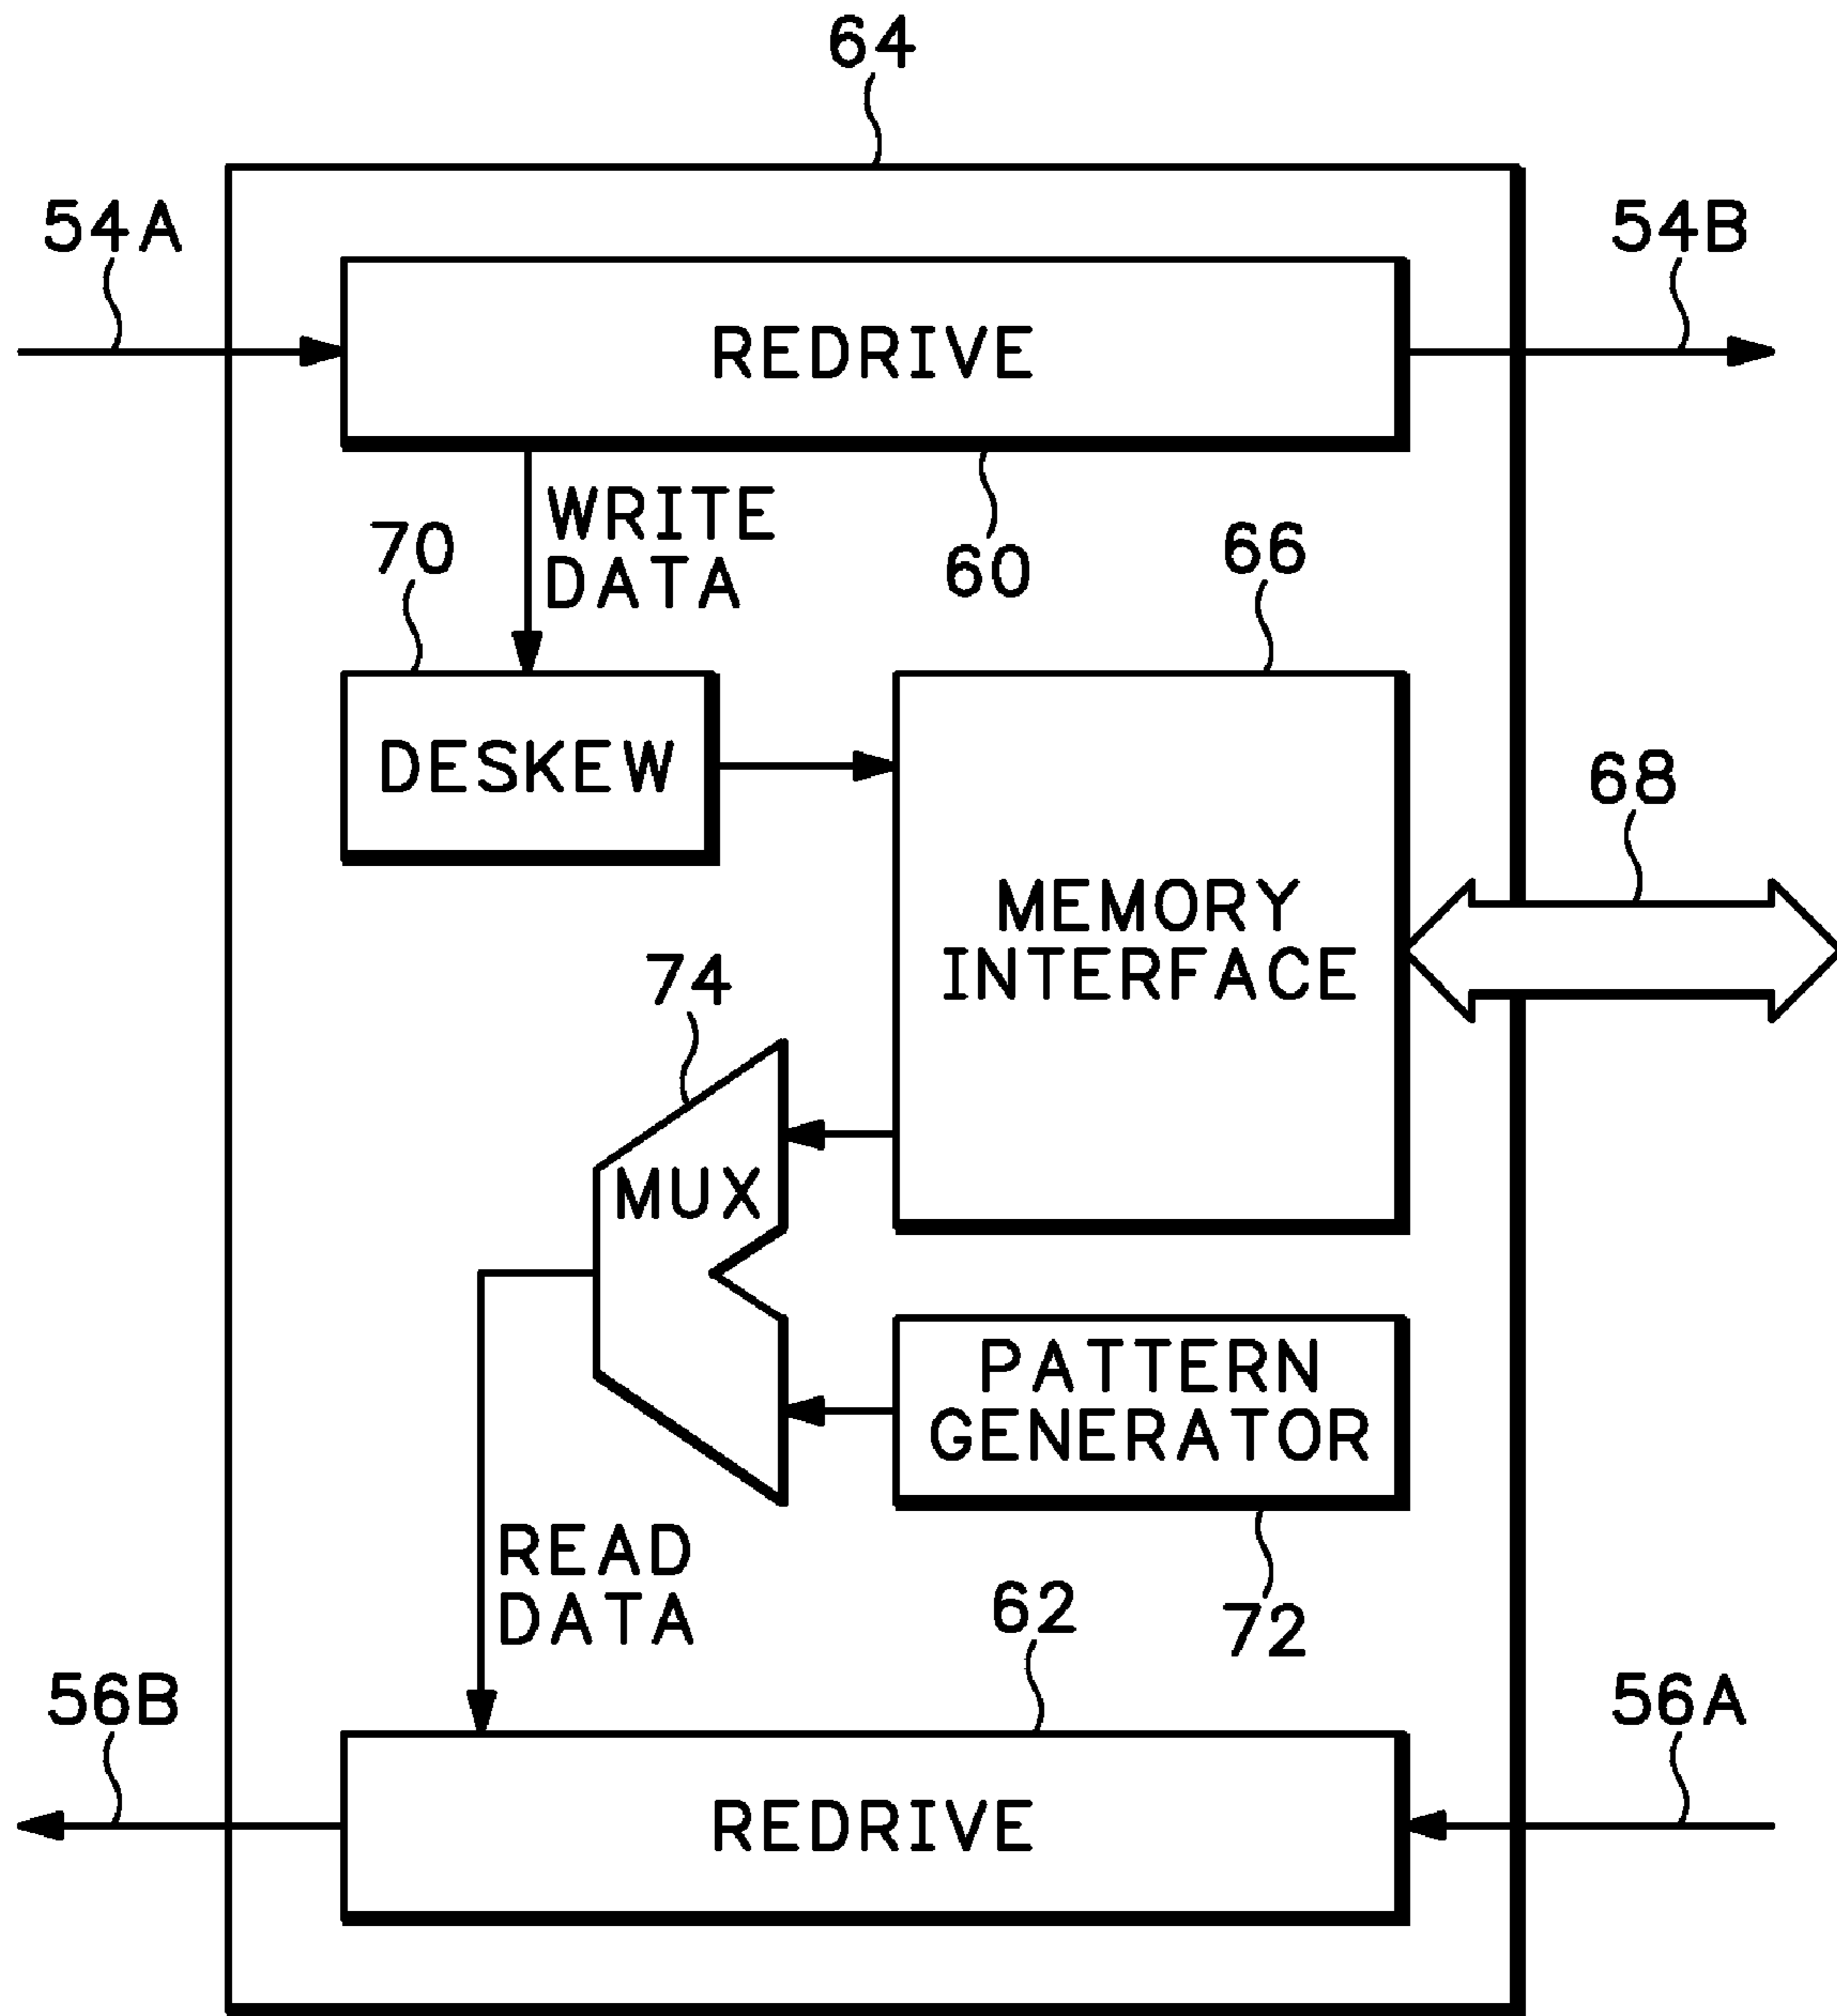 64
54A
54B
REDRIVE
WRITE
DATA
70
60
66
DESKEW
68
MEMORY
INTERFACE
74
MUX
PATTERN
GENERATOR
READ
DATA
62
72
56B
56A
REDRIVE